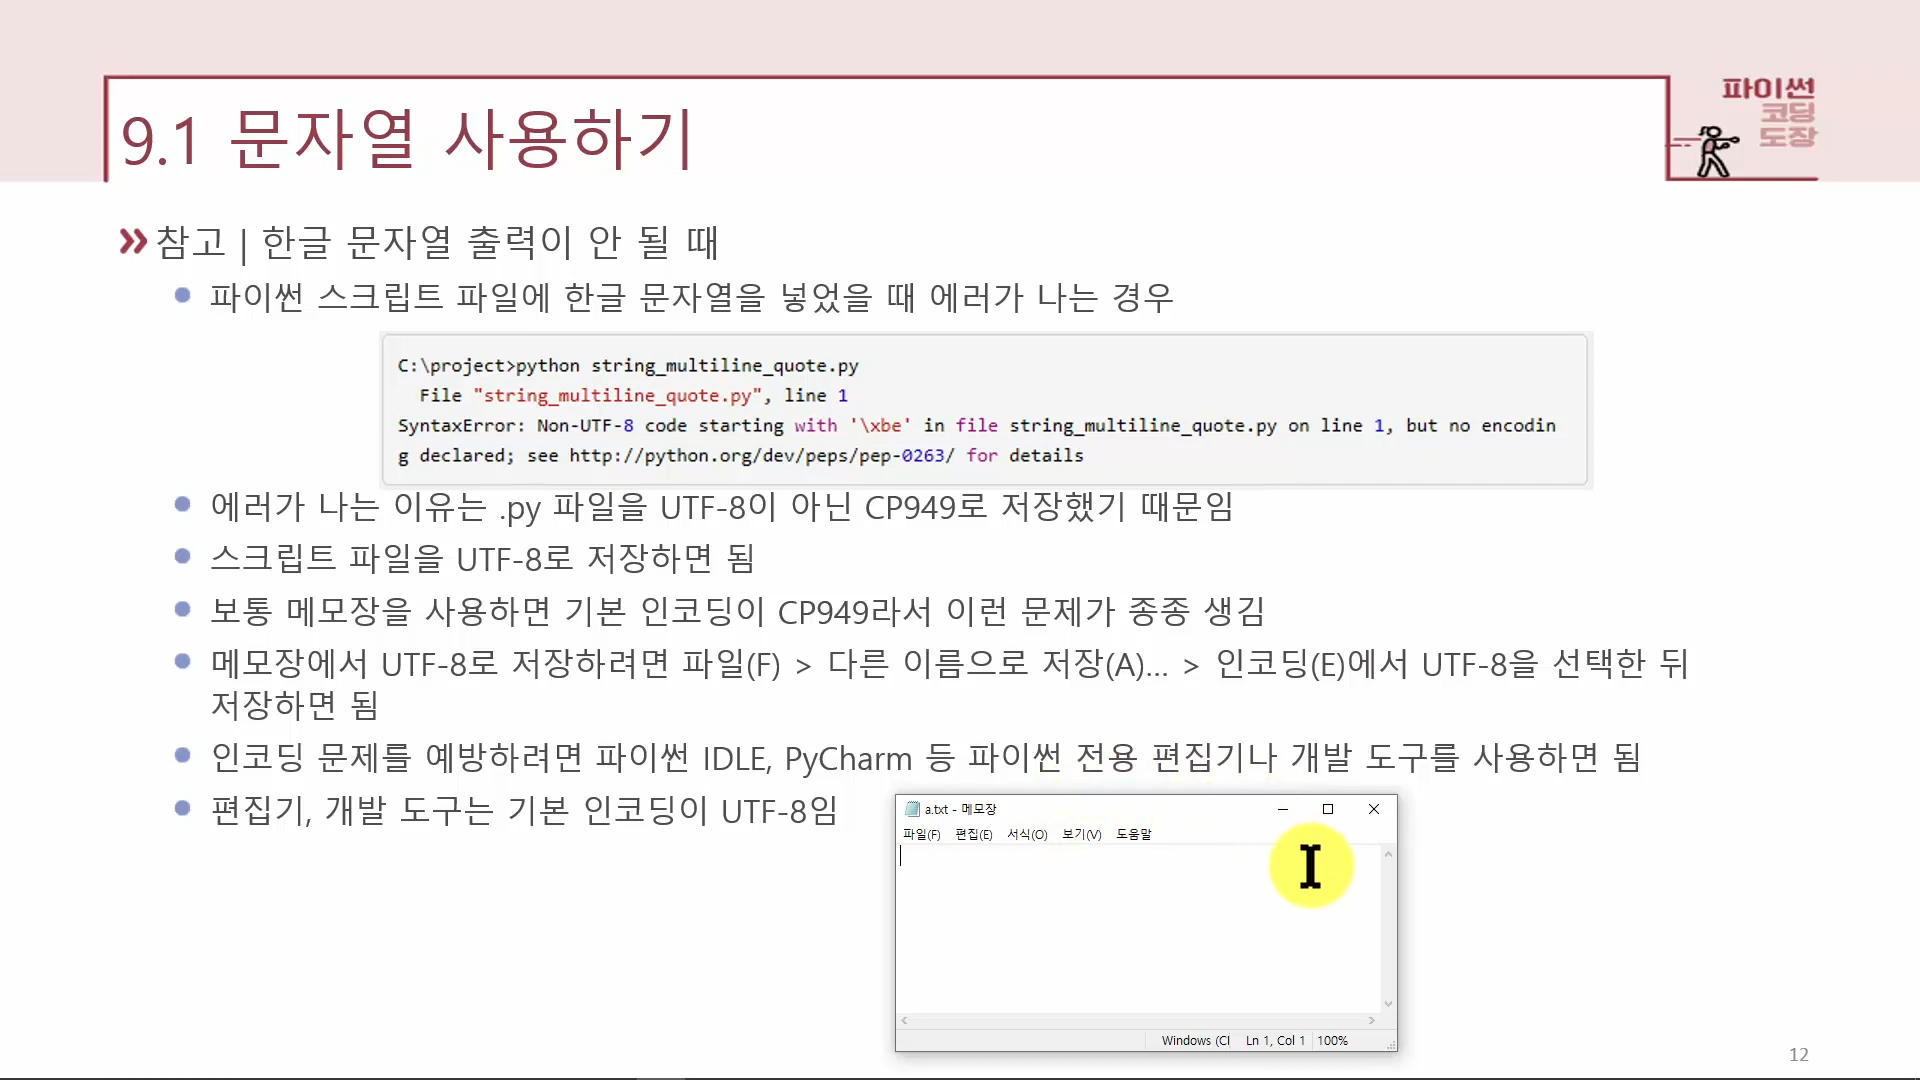 파이썬
코딩
도장
9.1 문자열 사용하기
참고 | 한글 문자열 출력이 안 될 때
파이썬 스크립트 파일에 한글 문자열을 넣었을 때 에러가 나는 경우
C:\project>python string_multiline_quote.py
File "string_multiline_quote.py", line 1
SyntaxError: Non-UTF-8 code starting with '\xbe' in file string_multiline_quote.py on line 1, but no encodin
g declared; see http://python.org/dev/peps/pep-0263/ for details
에러가 나는 이유는 .py 파일을 UTF-8이 아닌 CP949로 저장했기 때문임
스크립트 파일을 UTF-8로 저장하면 됨
보통 메모장을 사용하면 기본 인코딩이 CP949라서 이런 문제가 종종 생김
메모장에서 UTF-8로 저장하려면 파일(F) > 다른 이름으로 저장(A)... > 인코딩(E)에서 UTF-8을 선택한 뒤
저장하면 됨
인코딩 문제를 예방하려면 파이썬 IDLE, PyCharm 등 파이썬 전용 편집기나 개발 도구를 사용하면 됨
편집기, 개발 도구는 기본 인코딩이 UTF-8임
a.txt - 메모장
파일(F) 편집(E) 서식(O) 보기(V) 도움말
Windows (Cl Ln 1, Col 1 100%
12